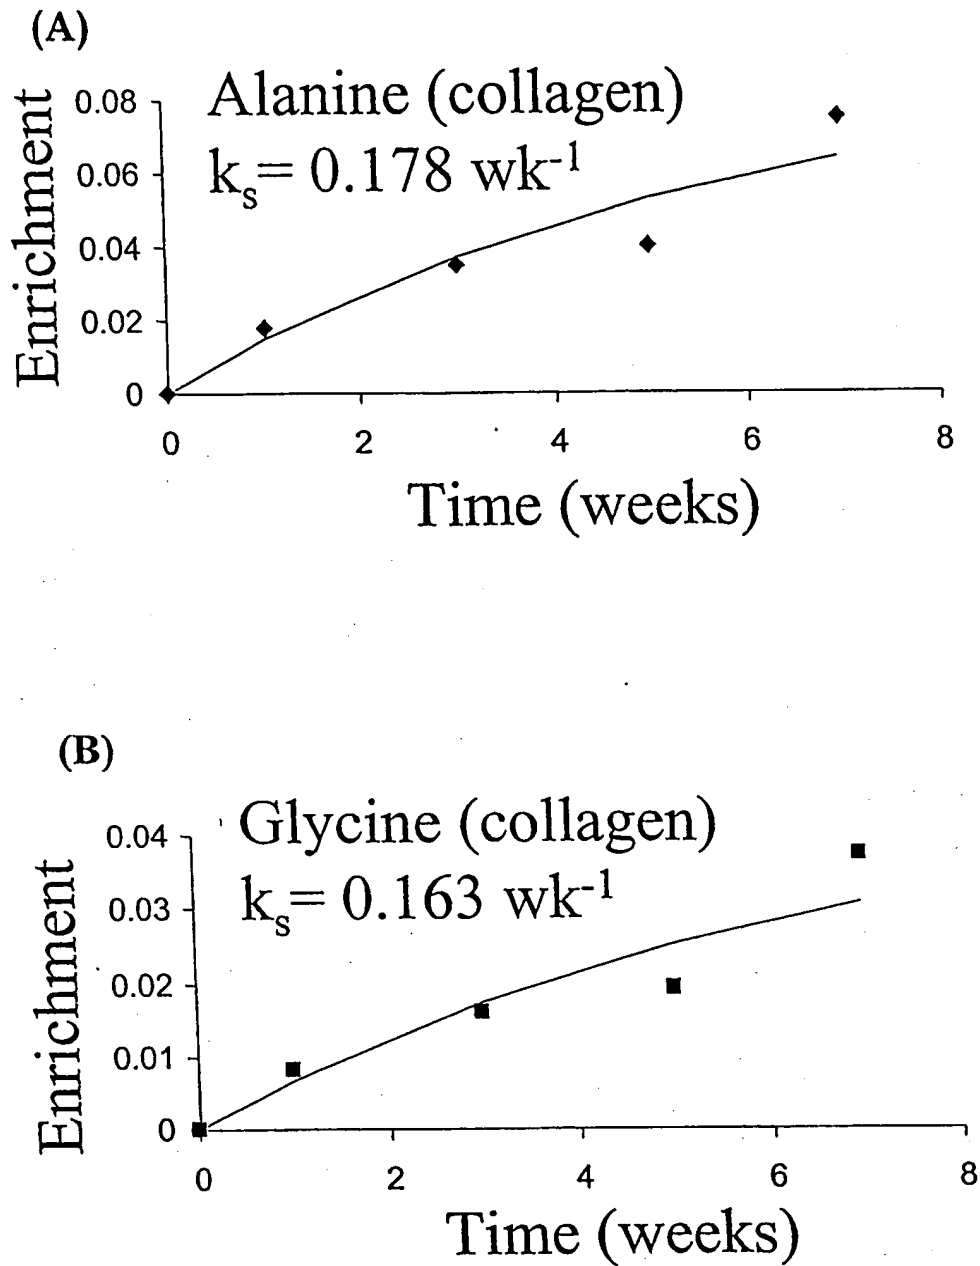 (A)
Alanine (collagen)
kₛ= 0.178 wk⁻¹
Enrichment
0.08
0.06
0.04
0.02
0
0 2 4 6 8
Time (weeks)
(B)
Glycine (collagen)
kₛ= 0.163 wk⁻¹
Enrichment
0.04
0.03
0.02
0.01
0
0 2 4 6 8
Time (weeks)